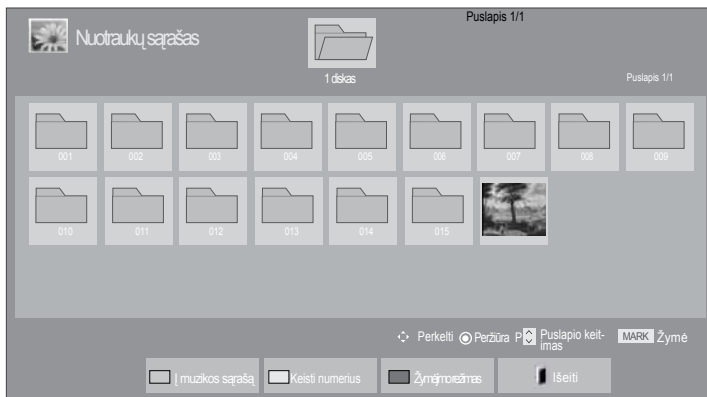 Puslapis 1/1
Nuotraukų sąrašas
1 diskas
Puslapis 1/1
001 002 003 004 005 006 007 008 009
010 011 012 013 014 015
Perkelti Peržiūra P Puslapio keit-
imas MARK Žymė
Į muzikos sąrašą Keisti numerius Žymėjimo režimas Išeiti